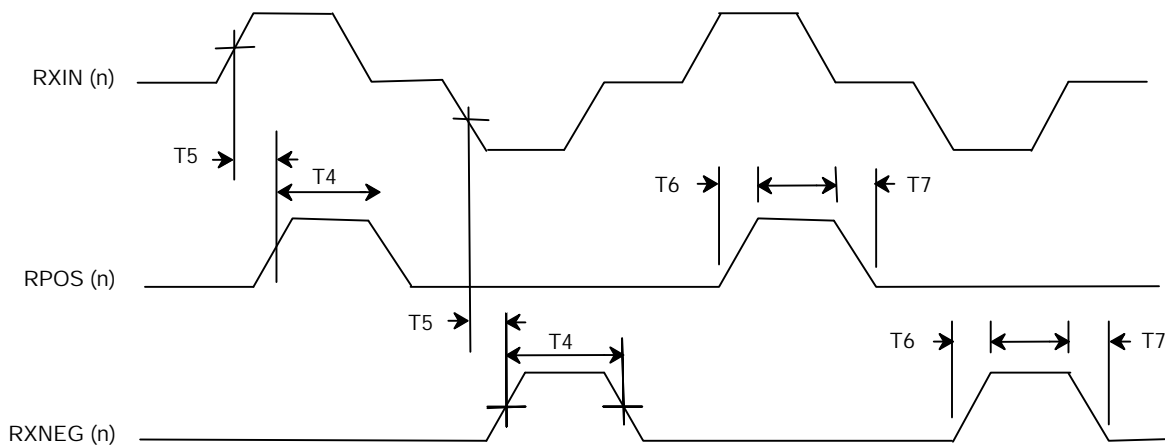 RXIN (n)
T5
T4
T6
T7
RPOS (n)
T5
T4
T6
T7
RXNEG (n)